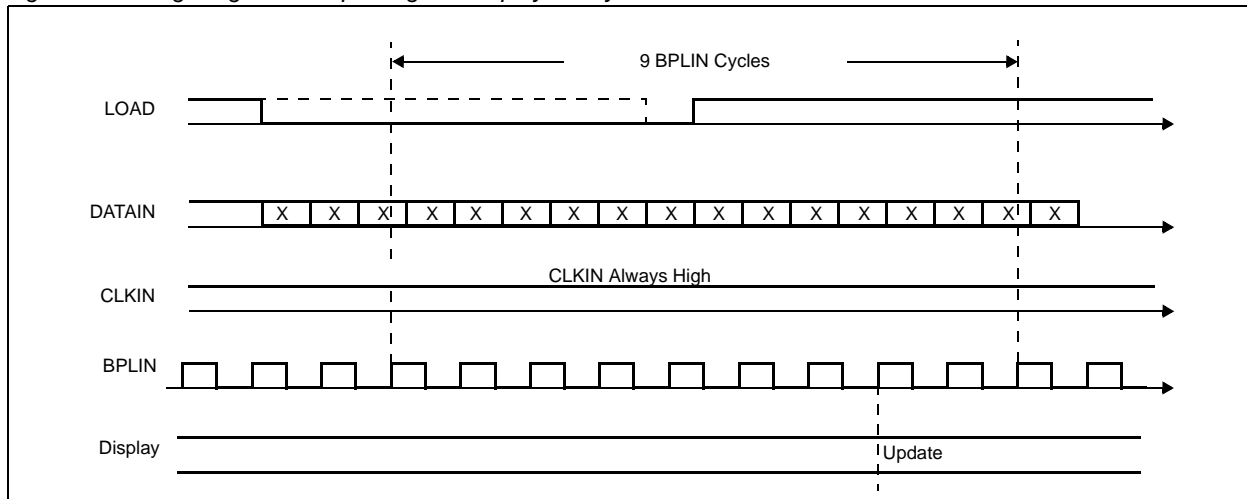 9 BPLIN Cycles
LOAD
DATAIN
X X X X X X X X X X X X X X X X X
CLKIN Always High
CLKIN
BPLIN
Display
Update